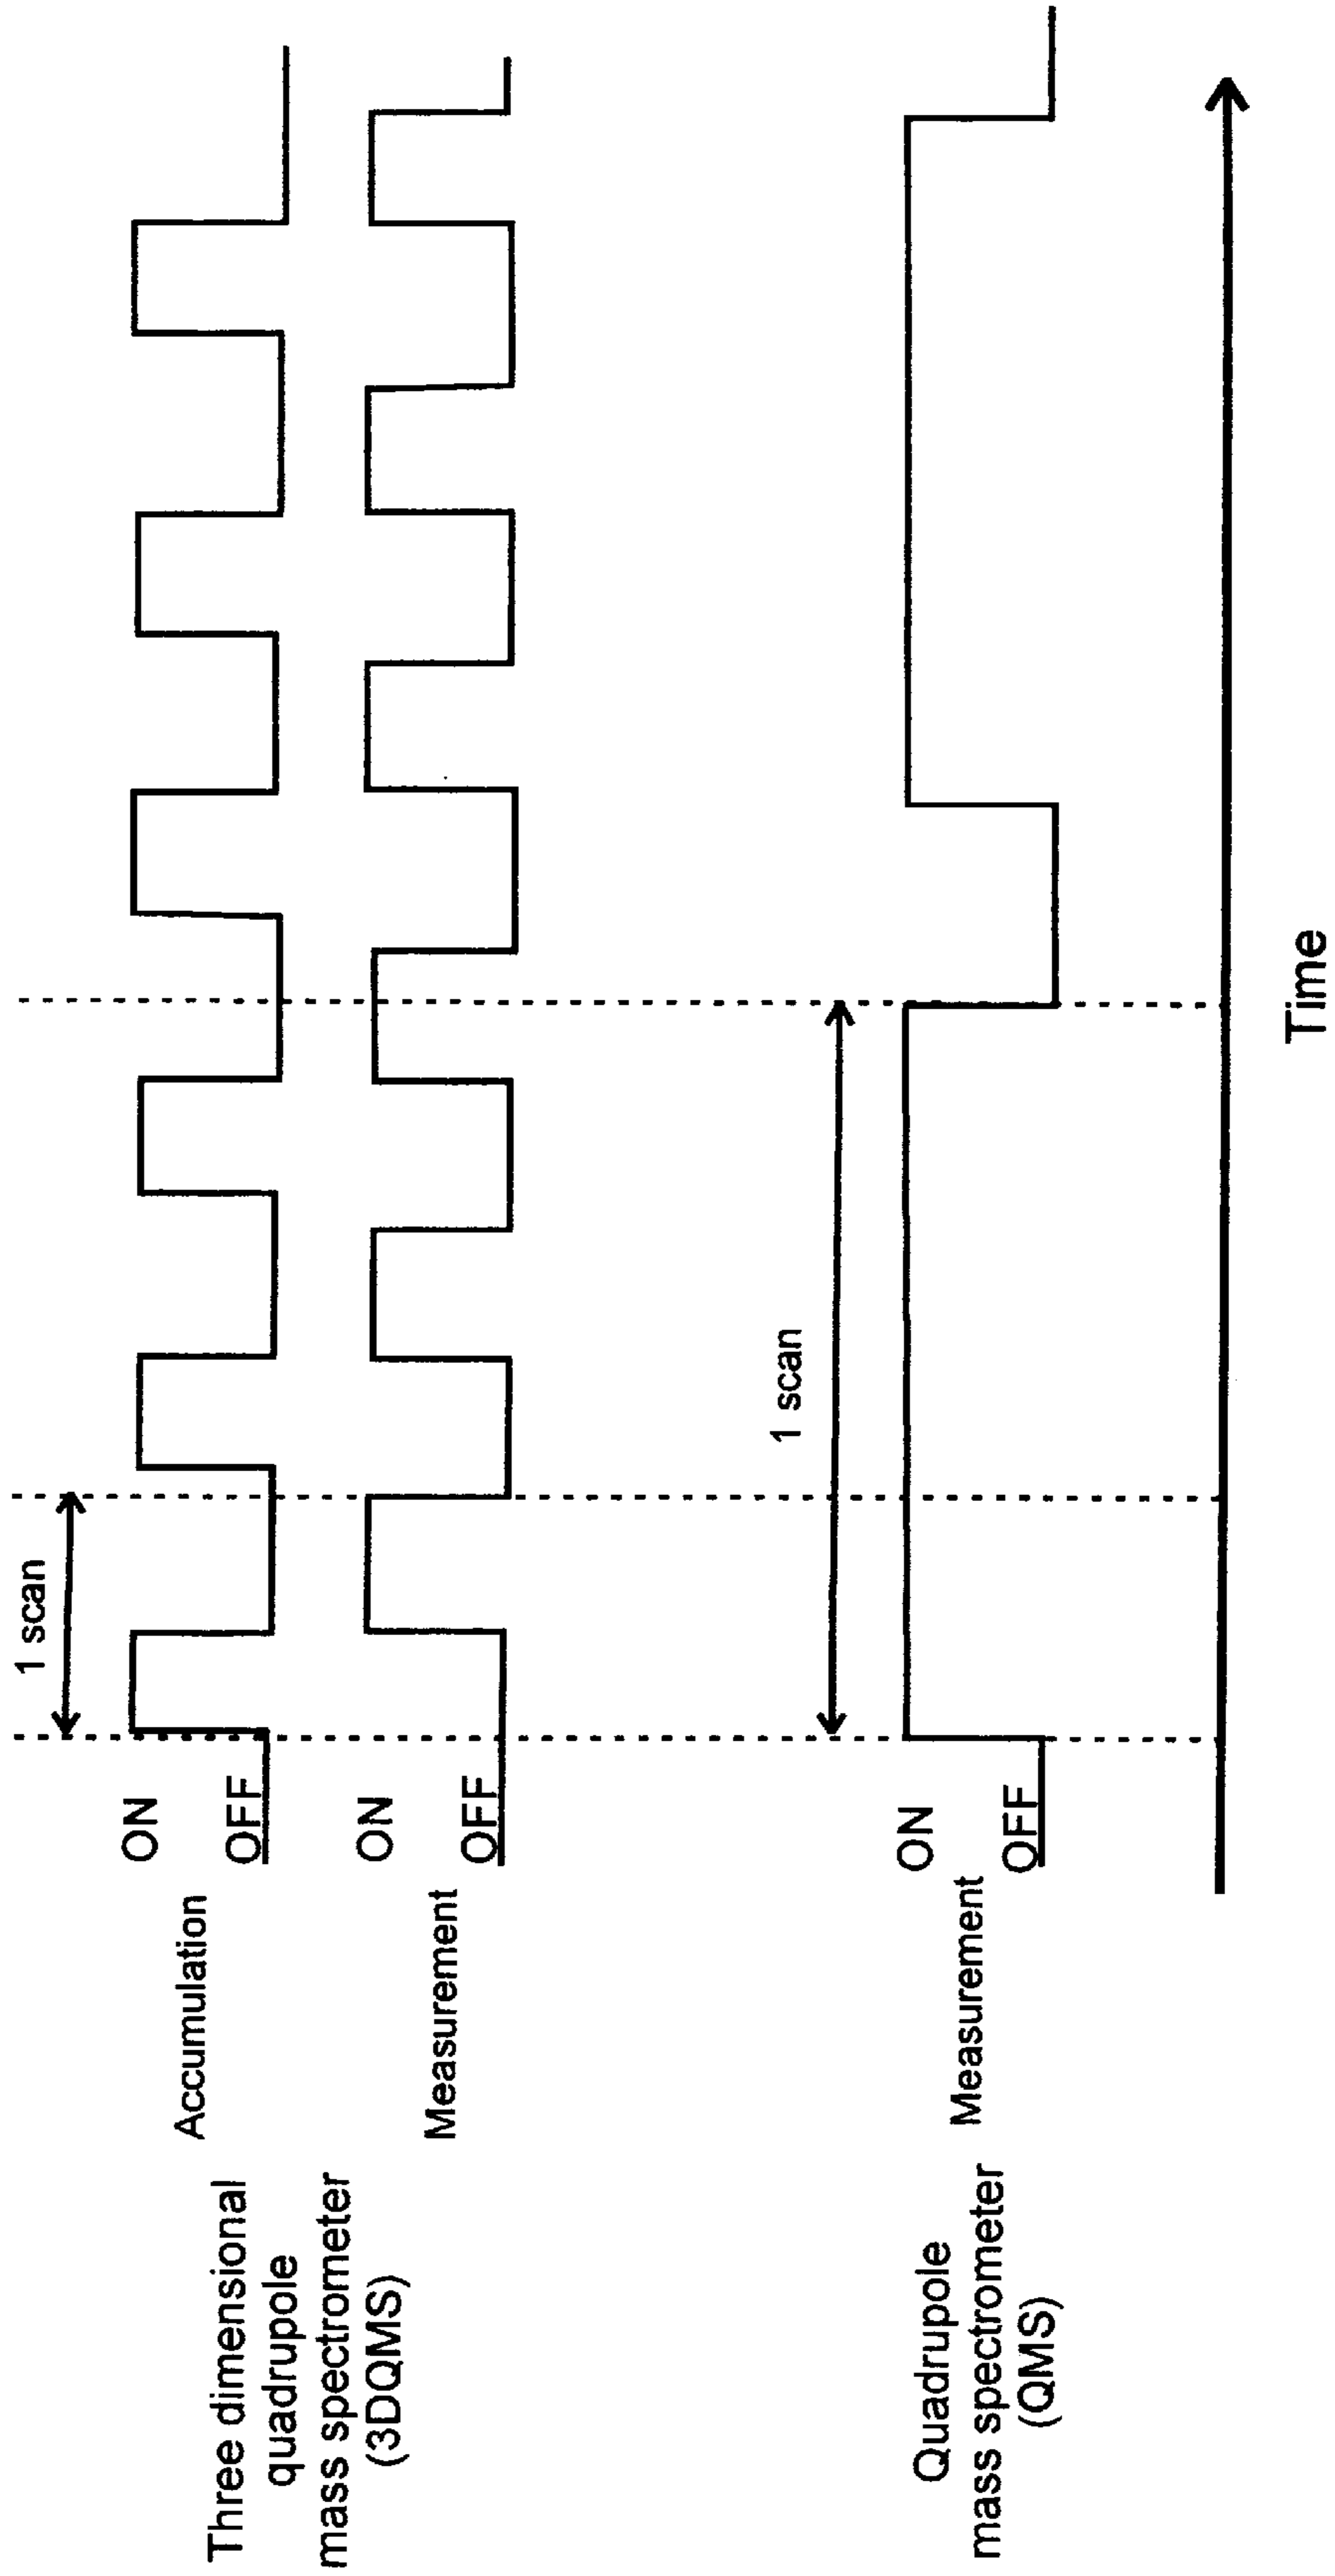 1 scan
Three dimensional
quadrupole
mass spectrometer
(3DQMS)
Accumulation
ON
OFF
Measurement
ON
OFF
1 scan
Quadrupole
mass spectrometer
(QMS)
Measurement
ON
OFF
Time